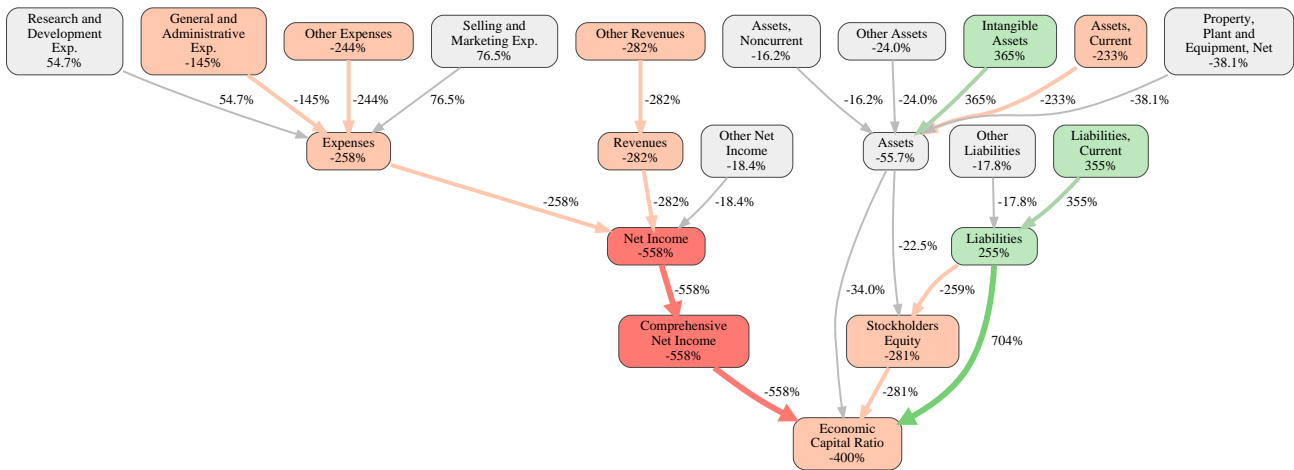 Research and
Development
Exp.
54.7%
General and
Administrative
Exp.
-145%
Other Expenses
-244%
Selling and
Marketing Exp.
76.5%
Other Revenues
-282%
Assets,
Noncurrent
-16.2%
Other Assets
-24.0%
Intangible
Assets
365%
Assets,
Current
-233%
Property,
Plant and
Equipment, Net
-38.1%
54.7%
-145%
-244%
76.5%
-282%
-16.2%
-24.0%
365%
-233%
-38.1%
Expenses
-258%
Revenues
-282%
Other Net
Income
-18.4%
Assets
-55.7%
Other
Liabilities
-17.8%
Liabilities,
Current
355%
-258%
-282%
-18.4%
-17.8%
355%
Net Income
-558%
-22.5%
Liabilities
255%
-558%
-34.0%
-259%
Comprehensive
Net Income
-558%
Stockholders
Equity
-281%
704%
-558%
-281%
Economic
Capital Ratio
-400%